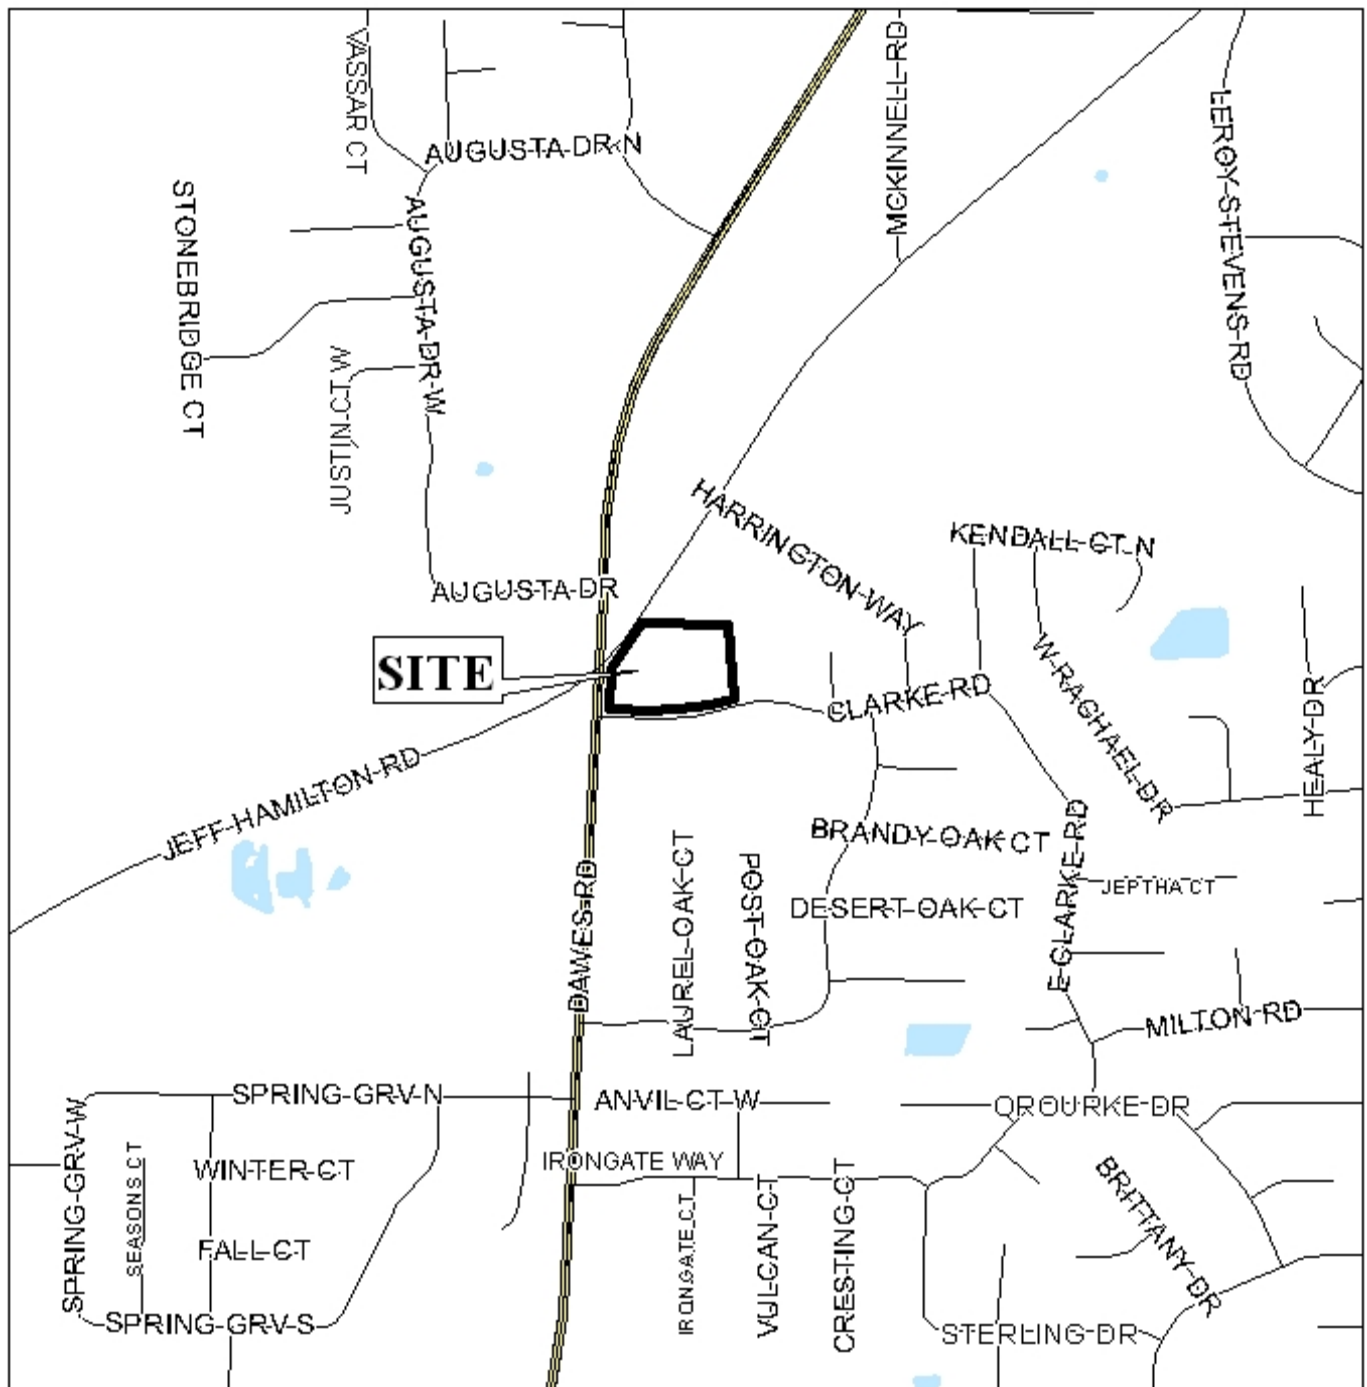 VASSAR CT
MCKINNELL-RD
LEROY-STEVENS-RD
AUGUSTA-DR-N
STONEBRIDGE CT
AUGUSTA-DR-W
JUSTIN-CT W
HARRINGTON-WAY
KENDALL-CT-N
AUGUSTA-DR
SITE
W-RAGHAEL-DR
CLARKE-RD
HEALY-DR
JEFF-HAMILTON-RD
BRANDY-OAK-CT
E-CLARKE-RD
LAUREL-OAK-CT
POST-OAK-CT
DAWES-RD
JEPTHA CT
DESERT-OAK-CT
MILTON-RD
SPRING-GRV-N
ANVIL-CT-W
OROURKE-DR
SPRING-GRV-W
SEASONS CT
WINTER-CT
IRONGATE WAY
IRONGATE CT
VULCAN-CT
CRESTING-CT
BRITTANY-DR
FALL-CT
SPRING-GRV-S
STERLING-DR